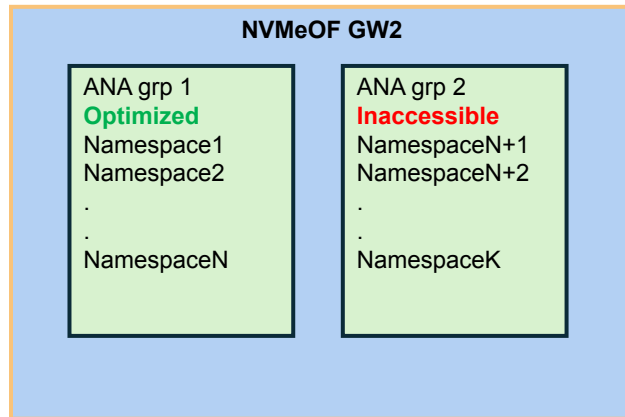 NVMeOF GW2
ANA grp 1
Optimized
Namespace1
Namespace2
.
.
NamespaceN
ANA grp 2
Inaccessible
NamespaceN+1
NamespaceN+2
.
.
NamespaceK